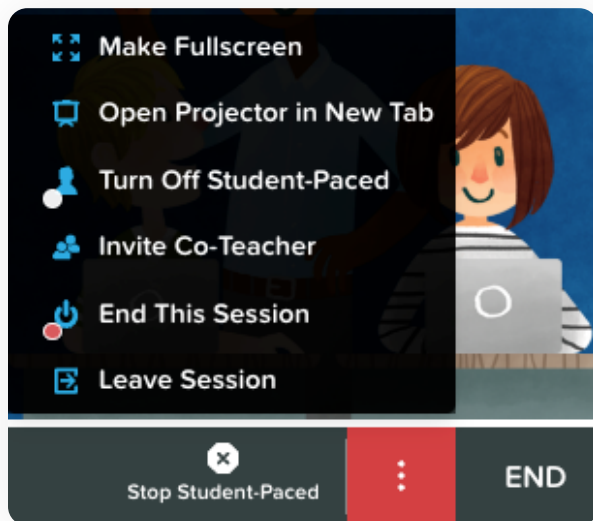 Make Fullscreen
Open Projector in New Tab
Turn Off Student-Paced
Invite Co-Teacher
End This Session
Leave Session
Stop Student-Paced
END